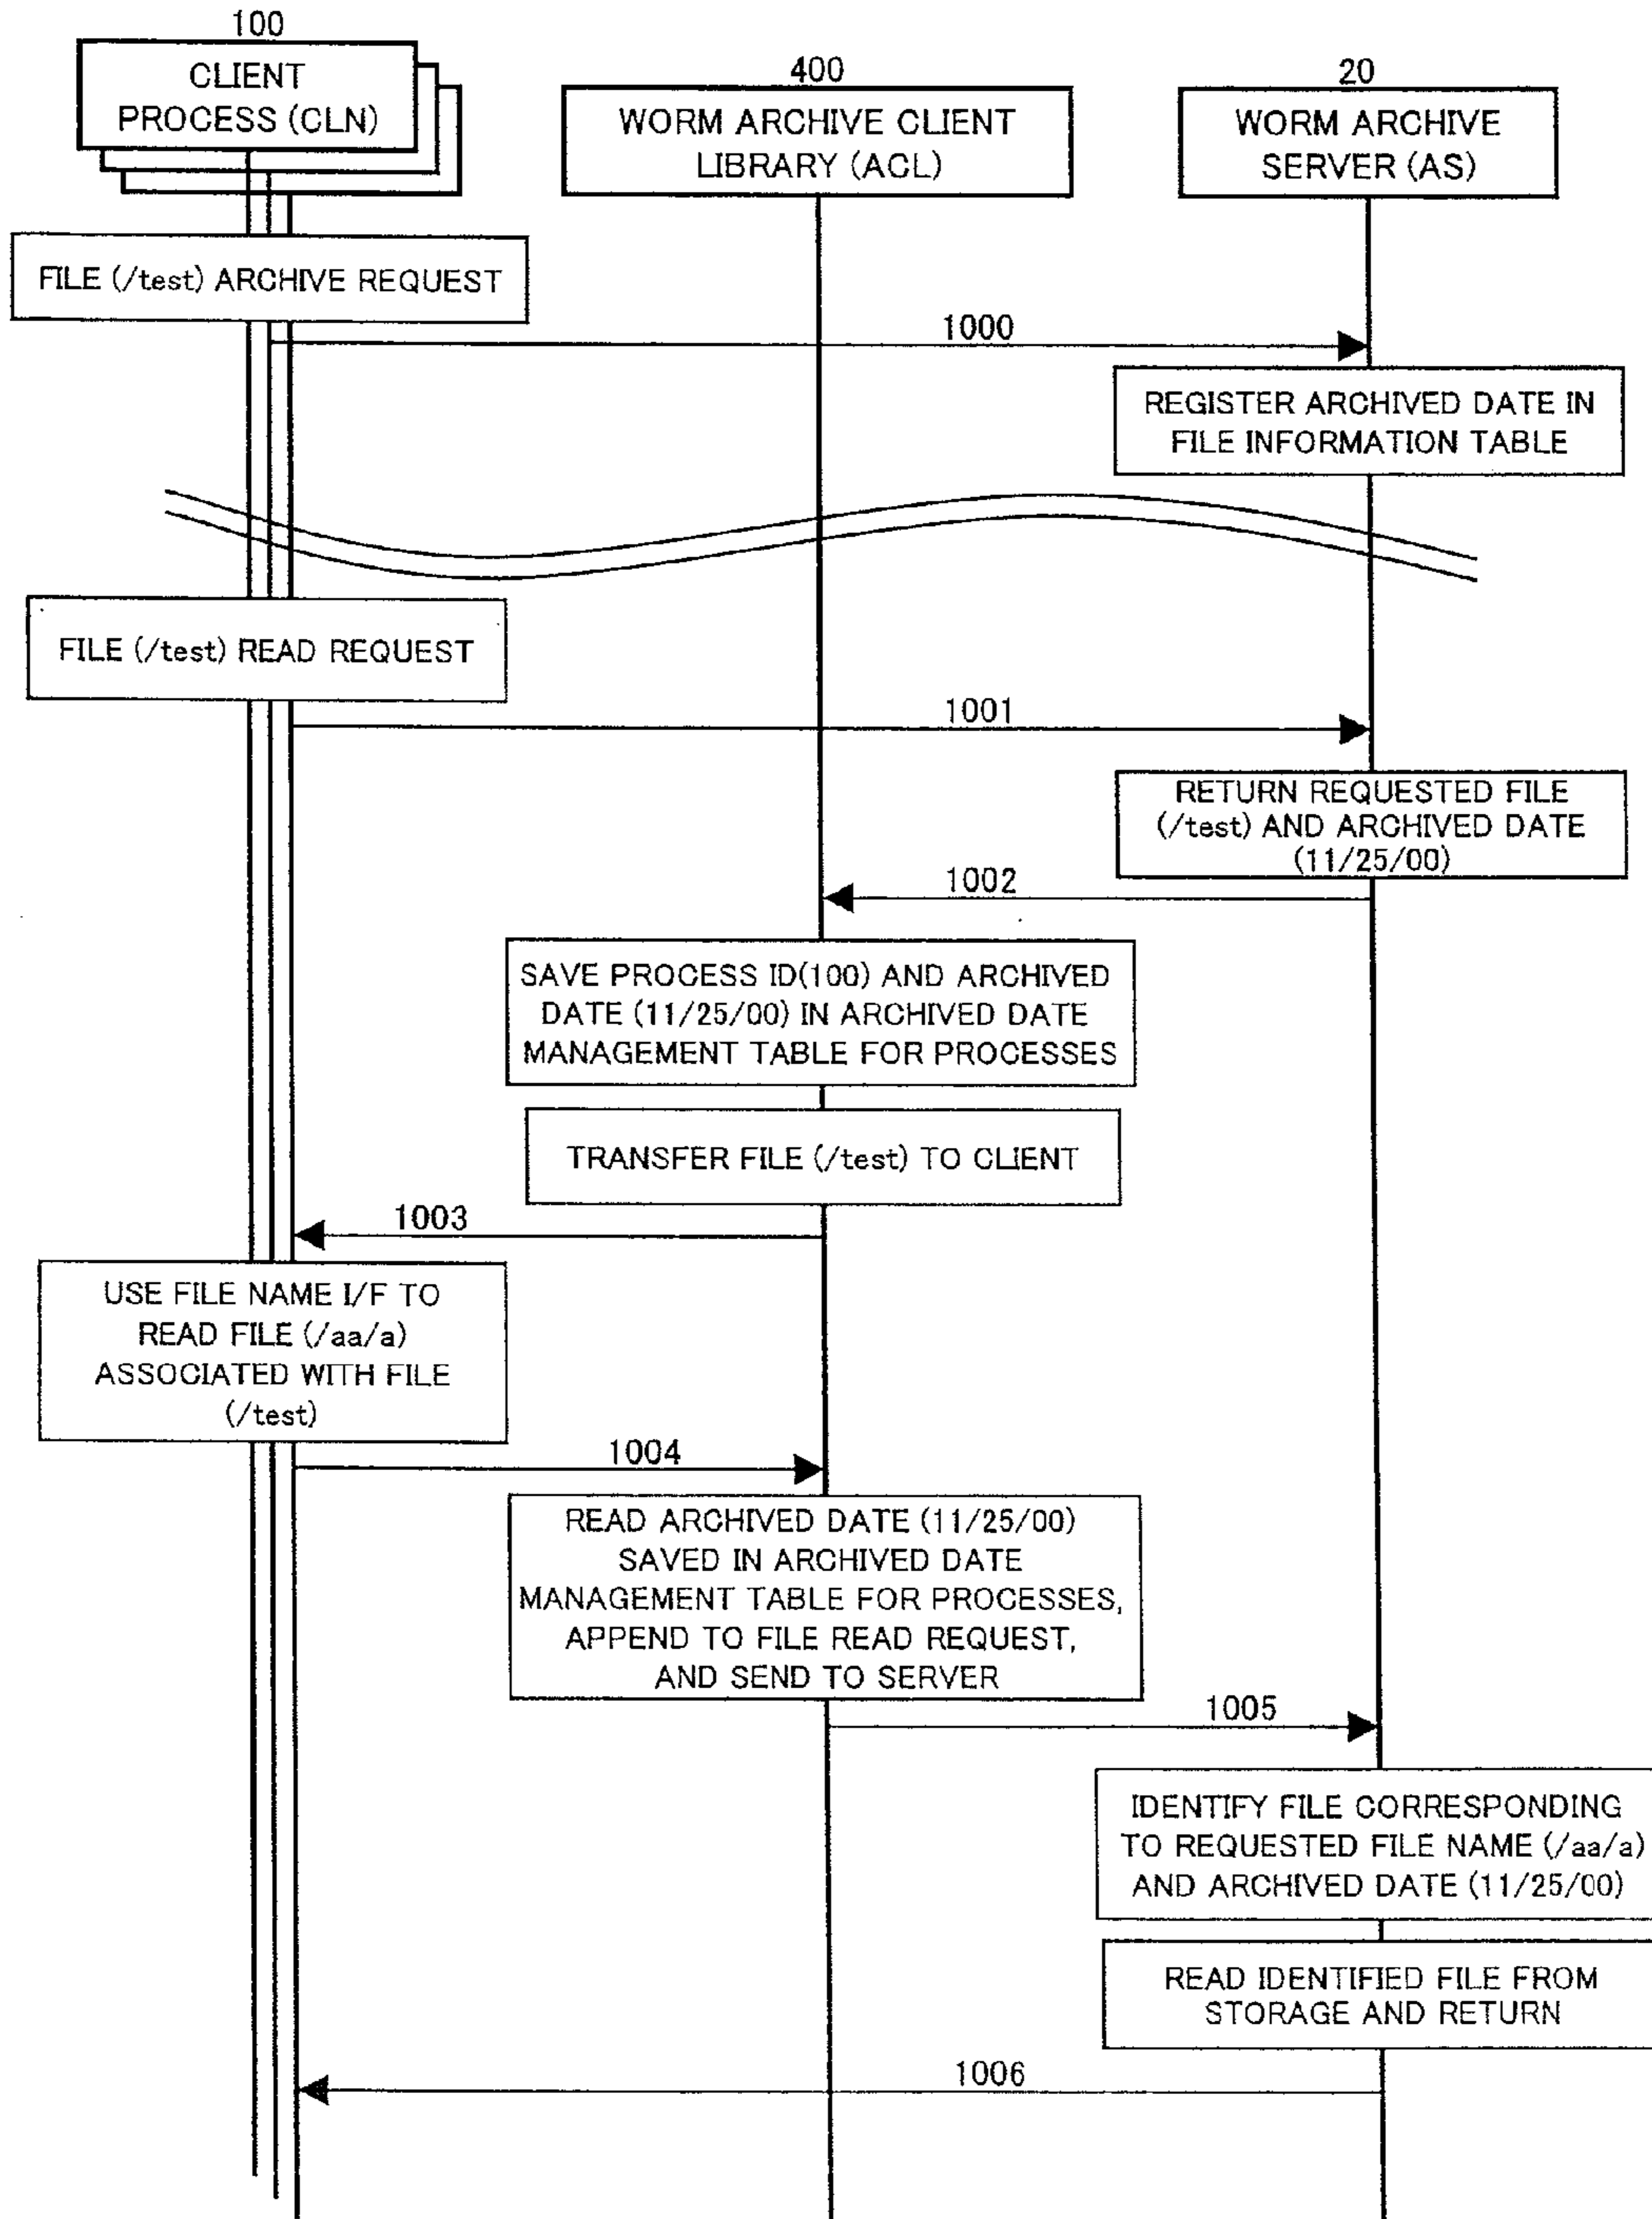 100
CLIENT
PROCESS (CLN)
400
WORM ARCHIVE CLIENT
LIBRARY (ACL)
20
WORM ARCHIVE
SERVER (AS)
FILE (/test) ARCHIVE REQUEST
1000
REGISTER ARCHIVED DATE IN
FILE INFORMATION TABLE
FILE (/test) READ REQUEST
1001
RETURN REQUESTED FILE
(/test) AND ARCHIVED DATE
(11/25/00)
1002
SAVE PROCESS ID(100) AND ARCHIVED
DATE (11/25/00) IN ARCHIVED DATE
MANAGEMENT TABLE FOR PROCESSES
TRANSFER FILE (/test) TO CLIENT
1003
USE FILE NAME I/F TO
READ FILE (/aa/a)
ASSOCIATED WITH FILE
(/test)
1004
READ ARCHIVED DATE (11/25/00)
SAVED IN ARCHIVED DATE
MANAGEMENT TABLE FOR PROCESSES,
APPEND TO FILE READ REQUEST,
AND SEND TO SERVER
1005
IDENTIFY FILE CORRESPONDING
TO REQUESTED FILE NAME (/aa/a)
AND ARCHIVED DATE (11/25/00)
READ IDENTIFIED FILE FROM
STORAGE AND RETURN
1006